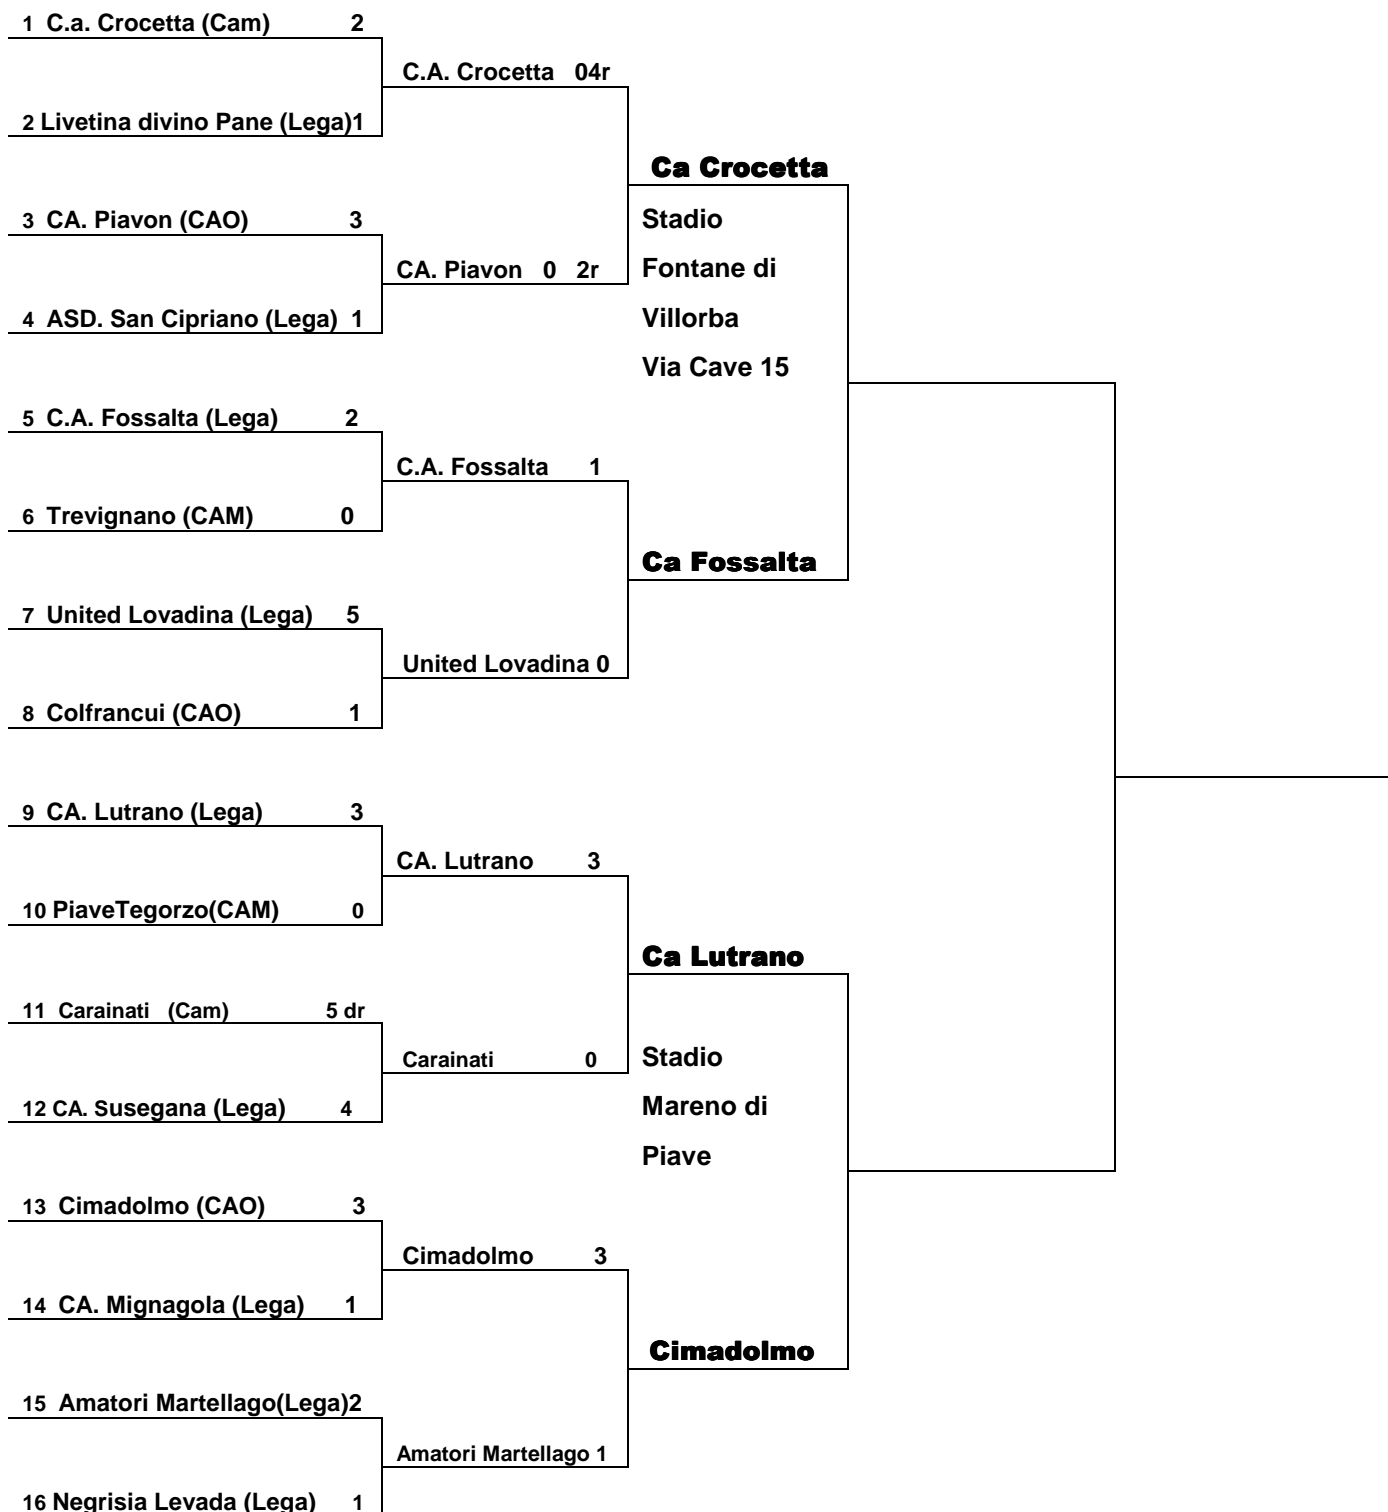 1 C.a. Crocetta (Cam) 2
C.A. Crocetta 04r
2 Livetina divino Pane (Lega)1
Ca Crocetta
3 CA. Piavon (CAO) 3
Stadio
CA. Piavon 0 2r
Fontane di
4 ASD. San Cipriano (Lega) 1
Villorba
Via Cave 15
5 C.A. Fossalta (Lega) 2
C.A. Fossalta 1
6 Trevignano (CAM) 0
Ca Fossalta
7 United Lovadina (Lega) 5
United Lovadina 0
8 Colfrancui (CAO) 1
9 CA. Lutrano (Lega) 3
CA. Lutrano 3
10 PiaveTegorzo(CAM) 0
Ca Lutrano
11 Carainati (Cam) 5 dr
Carainati 0
Stadio
12 CA. Susegana (Lega) 4
Mareno di
Piave
13 Cimadolmo (CAO) 3
Cimadolmo 3
14 CA. Mignagola (Lega) 1
Cimadolmo
15 Amatori Martellago(Lega)2
Amatori Martellago 1
16 Negrisia Levada (Lega) 1